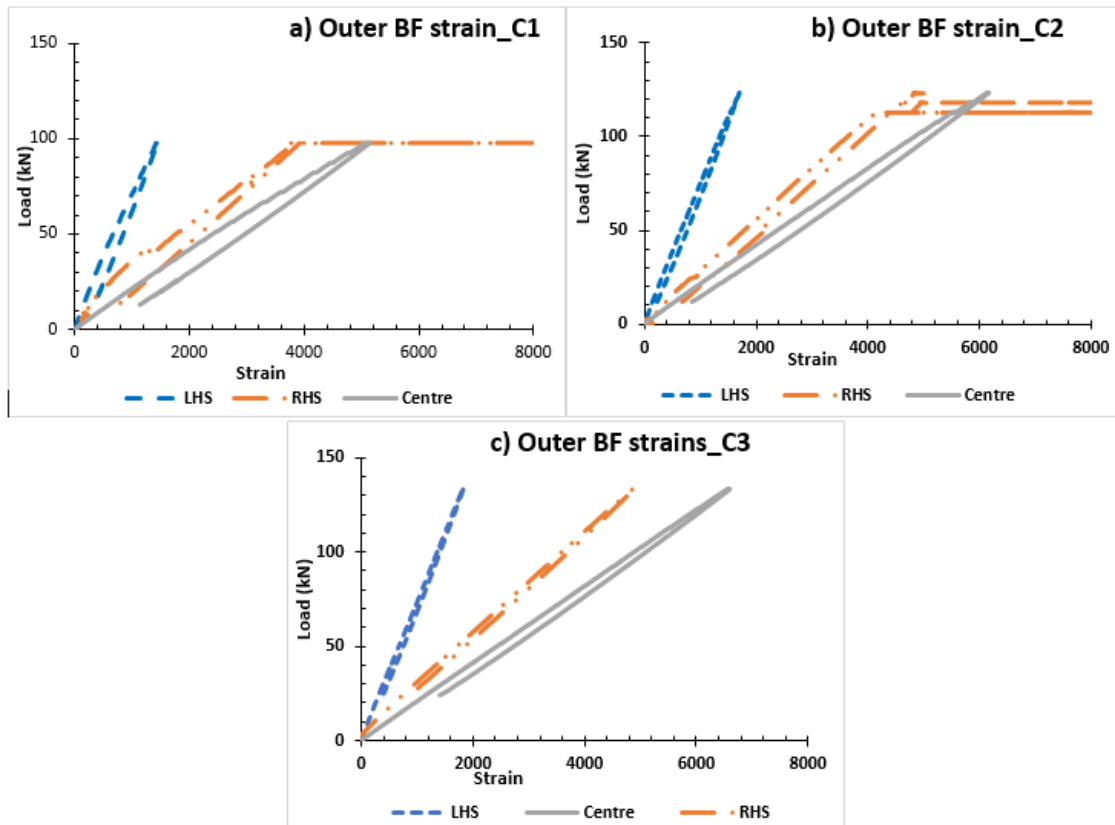 a) Outer BF strain_C1
150
100
50
0
Load (kN)
0 2000 4000 6000 8000
Strain
LHS RHS Centre
b) Outer BF strain_C2
150
100
50
0
Load (kN)
0 2000 4000 6000 8000
Strain
LHS RHS Centre
c) Outer BF strains_C3
150
100
50
0
Load (kN)
0 2000 4000 6000 8000
Strain
LHS Centre RHS